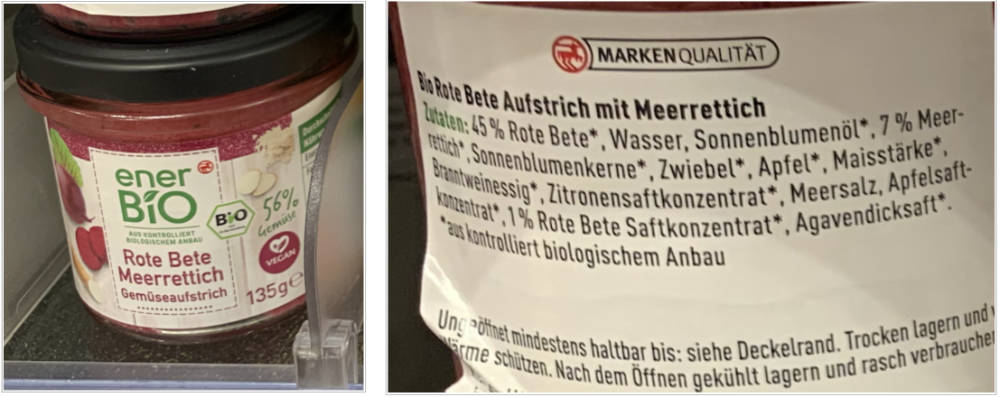 ener
BiO
AUS KONTROLLIERT
BIOLOGISCHEM ANBAU
Rote Bete
Meerrettich
Gemüseaufstrich
BiO
56%
Gemüse
VEGAN
135g e
MARKENQUALITÄT
Bio Rote Bete Aufstrich mit Meerrettich
Zutaten: 45 % Rote Bete*, Wasser, Sonnenblumenöl*, 7 % Meer-
rettich*, Sonnenblumenkerne*, Zwiebel*, Apfel*, Maisstärke*,
Branntweinessig*, Zitronensaftkonzentrat*, Meersalz, Apfelsaft-
konzentrat*, 1 % Rote Bete Saftkonzentrat*, Agavendicksaft*.
*aus kontrolliert biologischem Anbau
Ungeöffnet mindestens haltbar bis: siehe Deckelrand. Trocken lagern und
Wärme schützen. Nach dem Öffnen gekühlt lagern und rasch verbrauchen